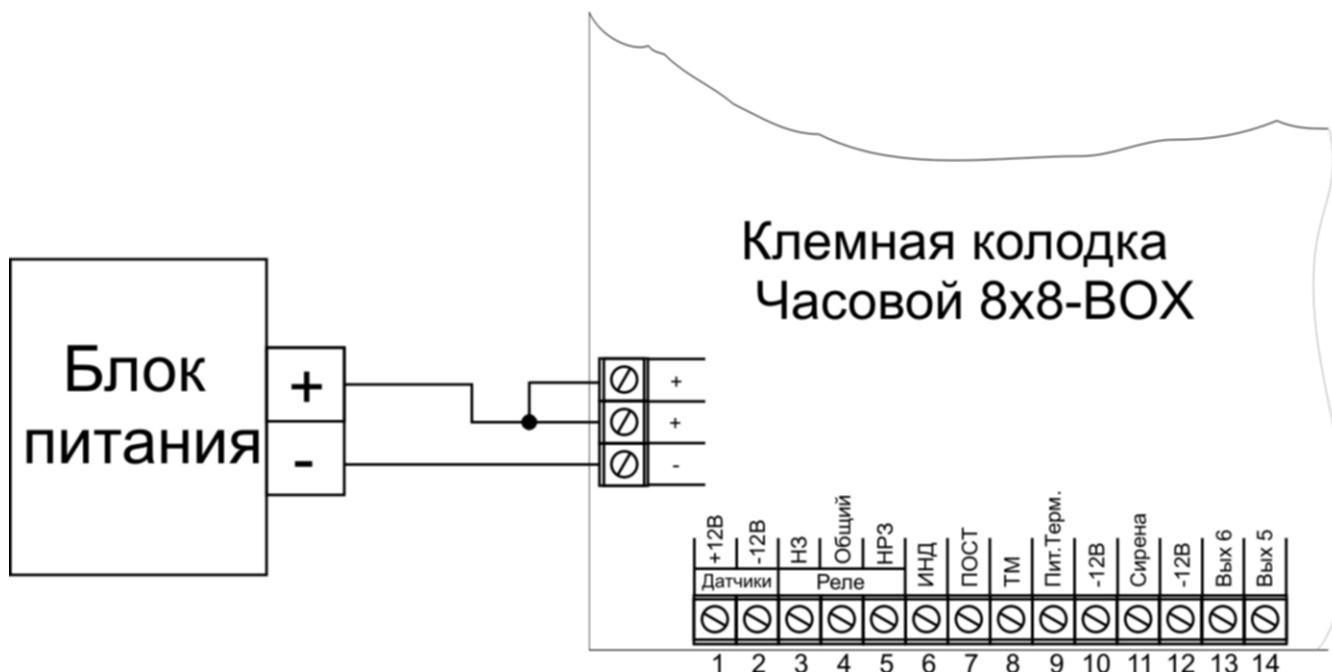 Клемная колодка
Часовой 8x8-BOX
Блок
питания
+
-
+
+
-
+12В
-12В
НЗ
Общий
НРЗ
ИНД
ПОСТ
ТМ
Пит.Терм.
-12В
Сирена
-12В
Вых 6
Вых 5
Датчики
Реле
1 2 3 4 5 6 7 8 9 10 11 12 13 14